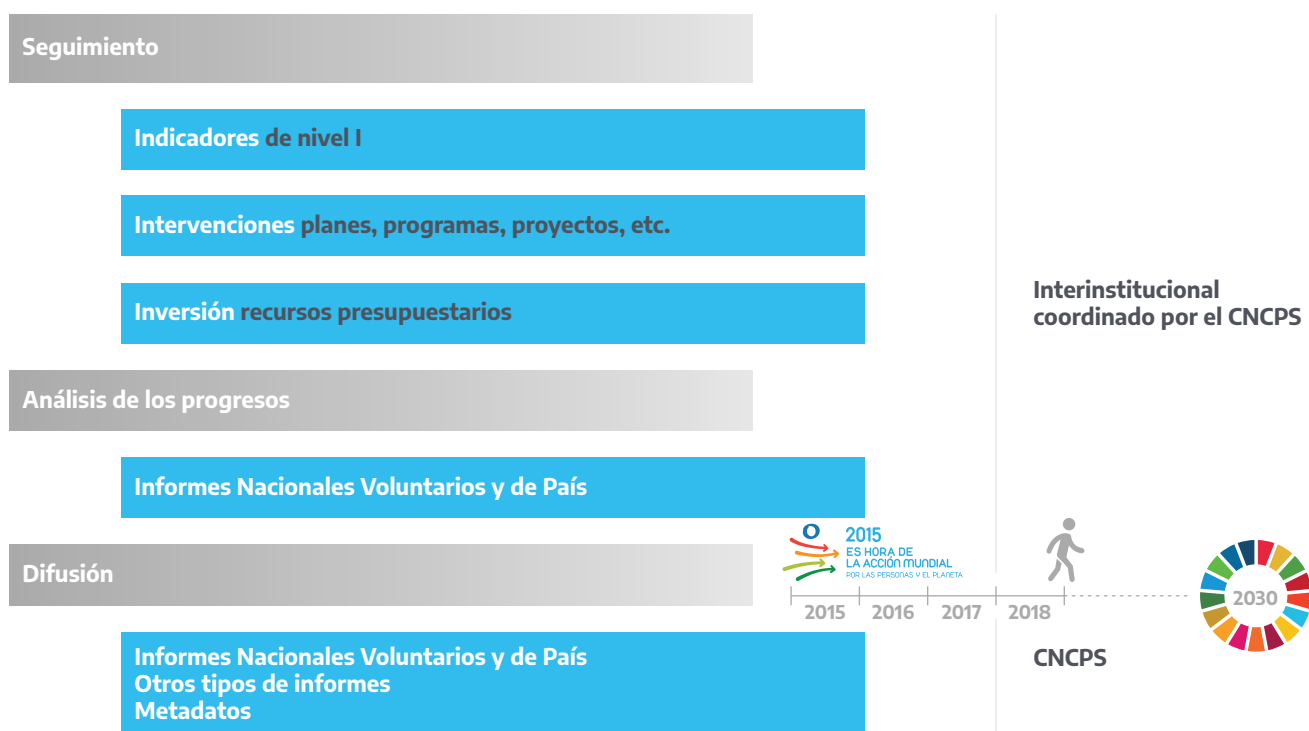 Seguimiento
Indicadores de nivel I
Intervenciones planes, programas, proyectos, etc.
Inversión recursos presupuestarios
Interinstitucional
coordinado por el CNCPS
Análisis de los progresos
Informes Nacionales Voluntarios y de País
2015
ES HORA DE
LA ACCIÓN MUNDIAL
POR LAS PERSONAS Y EL PLANETA
Difusión
2015 2016 2017 2018
2030
Informes Nacionales Voluntarios y de País
Otros tipos de informes
Metadatos
CNCPS